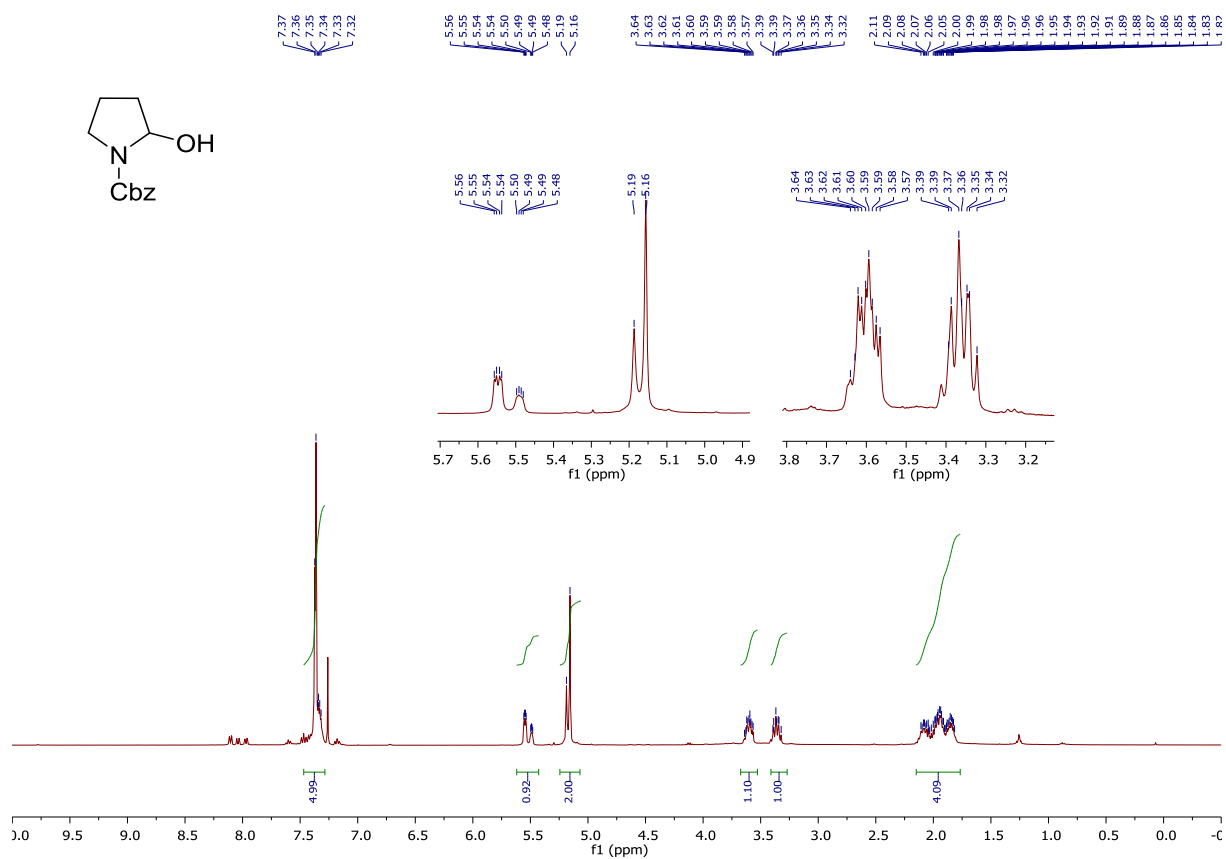 7.37 7.36 7.35 7.34 7.33 7.32 5.56 5.55 5.54 5.54 5.50 5.49 5.49 5.48 5.19 5.16 3.64 3.63 3.62 3.61 3.60 3.59 3.59 3.58 3.57 3.39 3.39 3.37 3.36 3.35 3.34 3.32 2.11 2.09 2.08 2.07 2.06 2.05 2.00 1.99 1.98 1.98 1.97 1.96 1.96 1.95 1.94 1.93 1.92 1.91 1.89 1.88 1.87 1.86 1.85 1.84 1.83 1.82
OH
N
Cbz
5.56 5.55 5.54 5.54 5.50 5.49 5.49 5.48 5.19 5.16
3.64 3.63 3.62 3.61 3.60 3.59 3.59 3.58 3.57 3.39 3.39 3.37 3.36 3.35 3.34 3.32
5.7 5.6 5.5 5.4 5.3 5.2 5.1 5.0 4.9
f1 (ppm)
3.8 3.7 3.6 3.5 3.4 3.3 3.2
f1 (ppm)
4.99 0.92 2.00 1.10 1.00 4.09
0.0 9.5 9.0 8.5 8.0 7.5 7.0 6.5 6.0 5.5 5.0 4.5 4.0 3.5 3.0 2.5 2.0 1.5 1.0 0.5 0.0 -0
f1 (ppm)